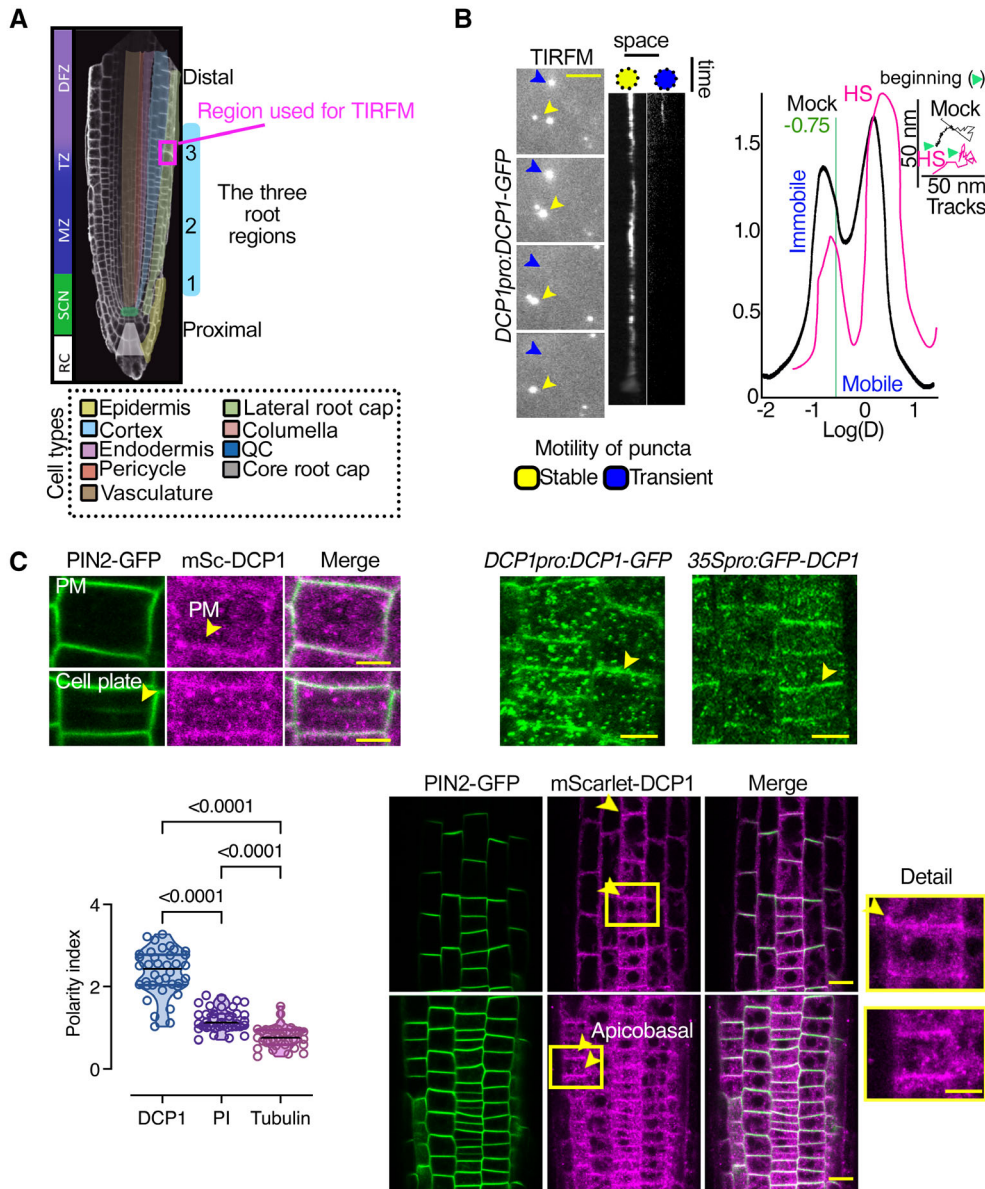 A
DFZ
TZ
MZ
SCN
RC
Distal
Region used for TIRFM
3
The three
root
regions
2
1
Proximal
Cell types
Epidermis
Cortex
Endodermis
Pericycle
Vasculature
Lateral root cap
Columella
QC
Core root cap
B
TIRFM
space
time
DCP1pro:DCP1-GFP
Motility of puncta
Stable
Transient
beginning ( )
Mock
HS
-0.75
Mock
HS
50 nm
50 nm
Tracks
Immobile
Mobile
1.5
1.0
0.5
0
-2 -1 0 1
Log(D)
C
PIN2-GFP mSc-DCP1 Merge
PM
PM
Cell plate
DCP1pro:DCP1-GFP 35Spro:GFP-DCP1
<0.0001
<0.0001
<0.0001
Polarity index
4
2
0
DCP1 PI Tubulin
PIN2-GFP mScarlet-DCP1 Merge
Detail
Apicobasal